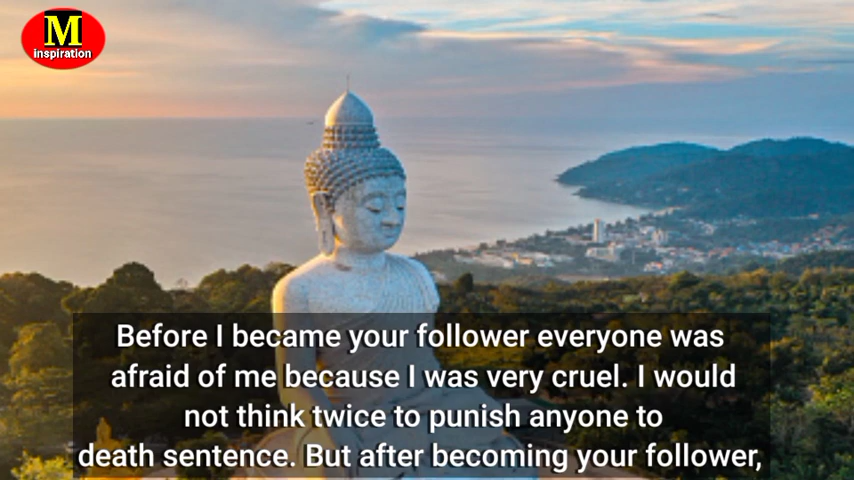 M
inspiration
Before I became your follower everyone was
afraid of me because I was very cruel. I would
not think twice to punish anyone to
death sentence. But after becoming your follower,